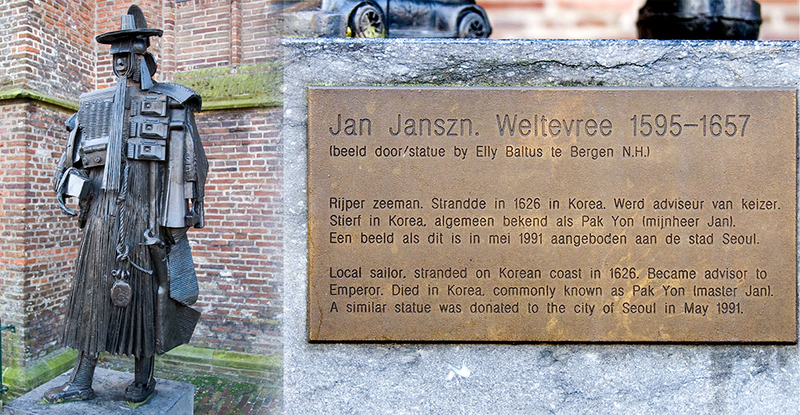 Jan Janszn. Weltevree 1595-1657
(beeld door/statue by Elly Baltus te Bergen N.H.)
Rijper zeeman. Strandde in 1626 in Korea. Werd adviseur van keizer.
Stierf in Korea, algemeen bekend als Pak Yon (mijnheer Jan).
Een beeld als dit is in mei 1991 aangeboden aan de stad Seoul.
Local sailor, stranded on Korean coast in 1626. Became advisor to
Emperor. Died in Korea, commonly known as Pak Yon (master Jan).
A similar statue was donated to the city of Seoul in May 1991.